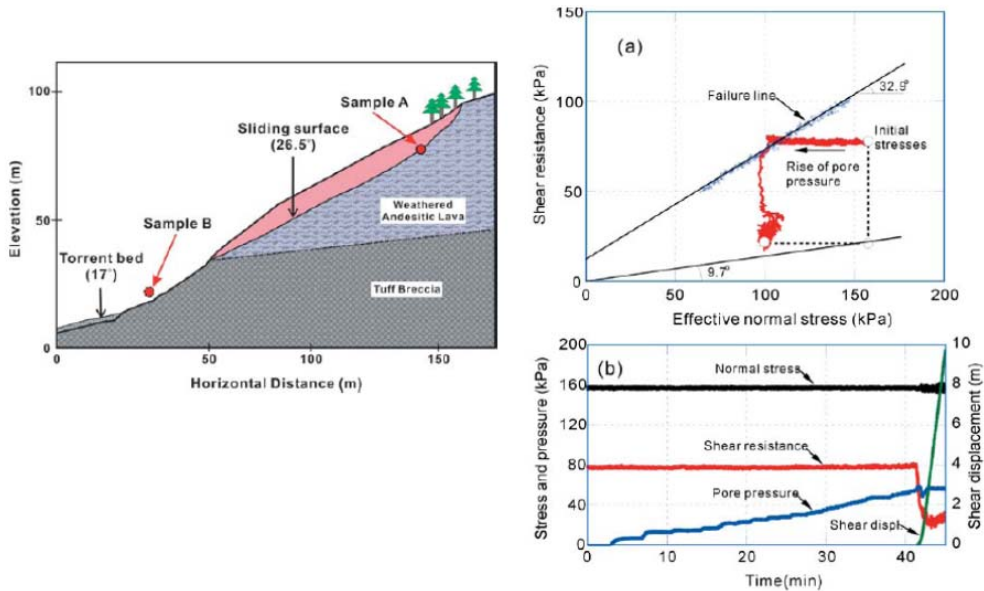 Elevation (m)
100
50
0
Sample A
Sliding surface
(26.5°)
Sample B
Weathered
Andesitic Lava
Torrent bed
(17°)
Tuff Breccia
0
50
100
150
Horizontal Distance (m)
(a)
Shear resistance (kPa)
150
100
50
0
Failure line
32.9°
Initial
stresses
Rise of pore
pressure
9.7°
0
50
100
150
200
Effective normal stress (kPa)
(b)
Stress and pressure (kPa)
200
160
120
80
40
0
Normal stress
Shear resistance
Pore pressure
Shear displ
10
8
6
4
2
0
Shear displacement (m)
0
10
20
30
40
Time(min)